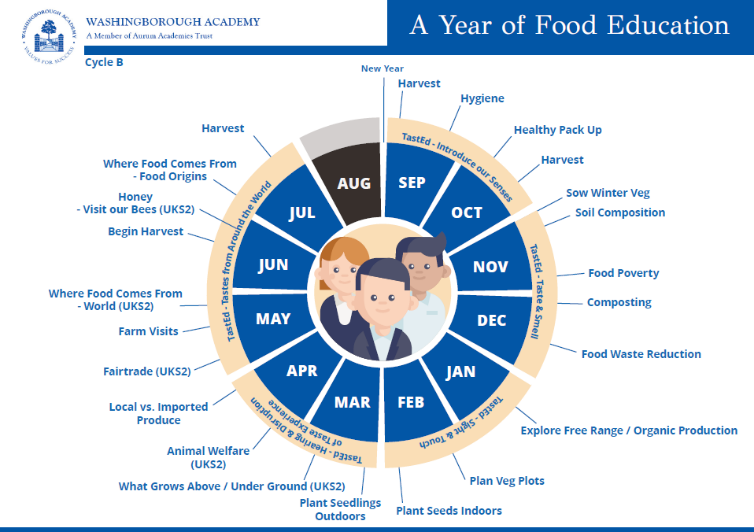 WASHINGBOROUGH ACADEMY
VALUES FOR SUCCESS
WASHINGBOROUGH ACADEMY
A Member of Aurum Academies Trust
A Year of Food Education
Cycle B
New Year
Harvest
Hygiene
Healthy Pack Up
Harvest
Sow Winter Veg
Soil Composition
Food Poverty
Composting
Food Waste Reduction
Explore Free Range / Organic Production
Plan Veg Plots
Plant Seeds Indoors
Plant Seedlings
Outdoors
What Grows Above / Under Ground (UKS2)
Animal Welfare
(UKS2)
Local vs. Imported
Produce
Fairtrade (UKS2)
Farm Visits
Where Food Comes From
- World (UKS2)
Begin Harvest
Honey
- Visit our Bees (UKS2)
Where Food Comes From
- Food Origins
Harvest
TastEd - Introduce our Senses
TastEd - Taste & Smell
TastEd - Sight & Touch
TastEd - Hearing & Disruption
of Taste Experience
TastEd - Tastes from Around the World
SEP
OCT
NOV
DEC
JAN
FEB
MAR
APR
MAY
JUN
JUL
AUG